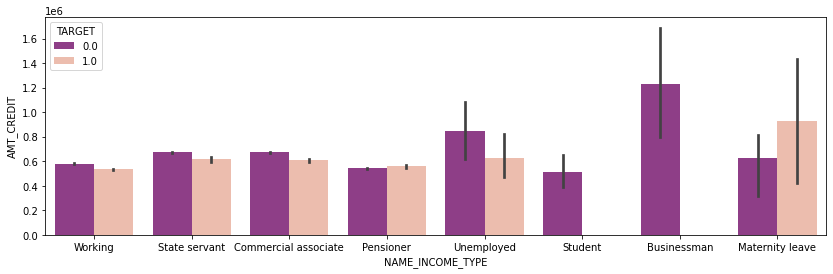 1e6
TARGET
0.0
1.0
AMT_CREDIT
1.6
1.4
1.2
1.0
0.8
0.6
0.4
0.2
0.0
Working
State servant
Commercial associate
Pensioner
Unemployed
Student
Businessman
Maternity leave
NAME_INCOME_TYPE